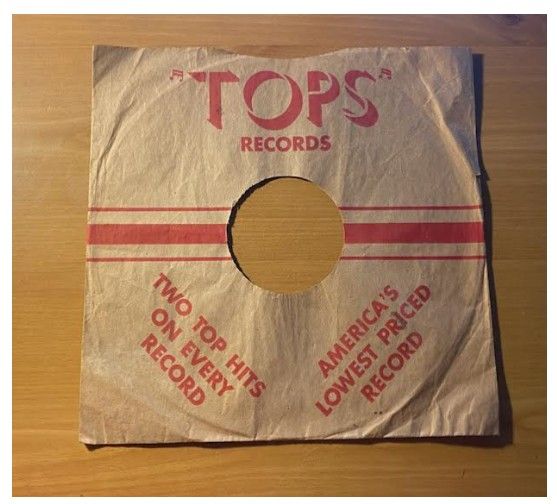 "TOPS"
RECORDS
TWO TOP HITS
ON EVERY
RECORD
AMERICA'S
LOWEST PRICED
RECORD